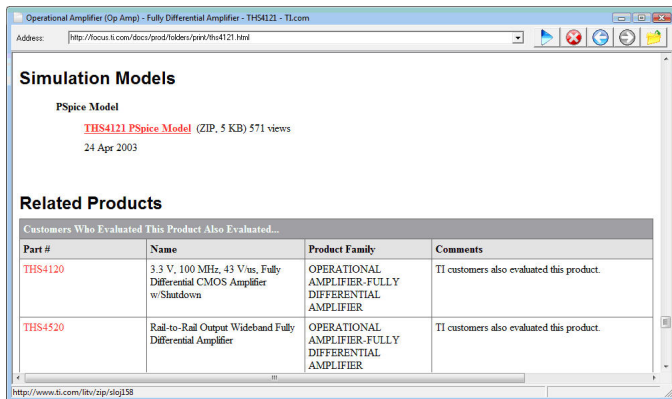 Operational Amplifier (Op Amp) - Fully Differential Amplifier - THS4121 - TI.com
Address: http://focus.ti.com/docs/prod/folders/print/ths4121.html
Simulation Models
PSpice Model
THS4121 PSpice Model (ZIP, 5 KB) 571 views
24 Apr 2003
Related Products
Customers Who Evaluated This Product Also Evaluated...
Part # Name Product Family Comments
THS4120 3.3 V, 100 MHz, 43 V/us, Fully OPERATIONAL TI customers also evaluated this product.
Differential CMOS Amplifier AMPLIFIER-FULLY
w/Shutdown DIFFERENTIAL
AMPLIFIER
THS4520 Rail-to-Rail Output Wideband Fully OPERATIONAL TI customers also evaluated this product.
Differential Amplifier AMPLIFIER-FULLY
DIFFERENTIAL
AMPLIFIER
http://www.ti.com/litv/zip/sloj158